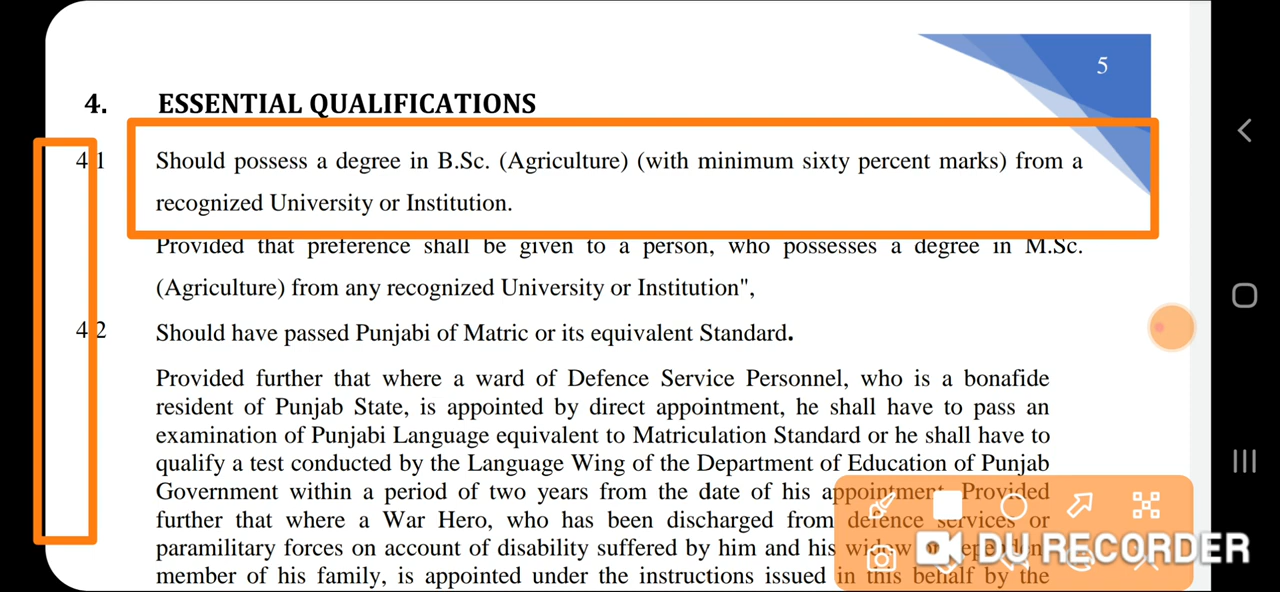 5
4. ESSENTIAL QUALIFICATIONS
4.1 Should possess a degree in B.Sc. (Agriculture) (with minimum sixty percent marks) from a
recognized University or Institution.
Provided that preference shall be given to a person, who possesses a degree in M.Sc.
(Agriculture) from any recognized University or Institution",
4.2 Should have passed Punjabi of Matric or its equivalent Standard.
Provided further that where a ward of Defence Service Personnel, who is a bonafide
resident of Punjab State, is appointed by direct appointment, he shall have to pass an
examination of Punjabi Language equivalent to Matriculation Standard or he shall have to
qualify a test conducted by the Language Wing of the Department of Education of Punjab
Government within a period of two years from the date of his appointment. Provided
further that where a War Hero, who has been discharged from defence services or
paramilitary forces on account of disability suffered by him and his widow
member of his family, is appointed under the instructions issued in this behalf by the
DU RECORDER